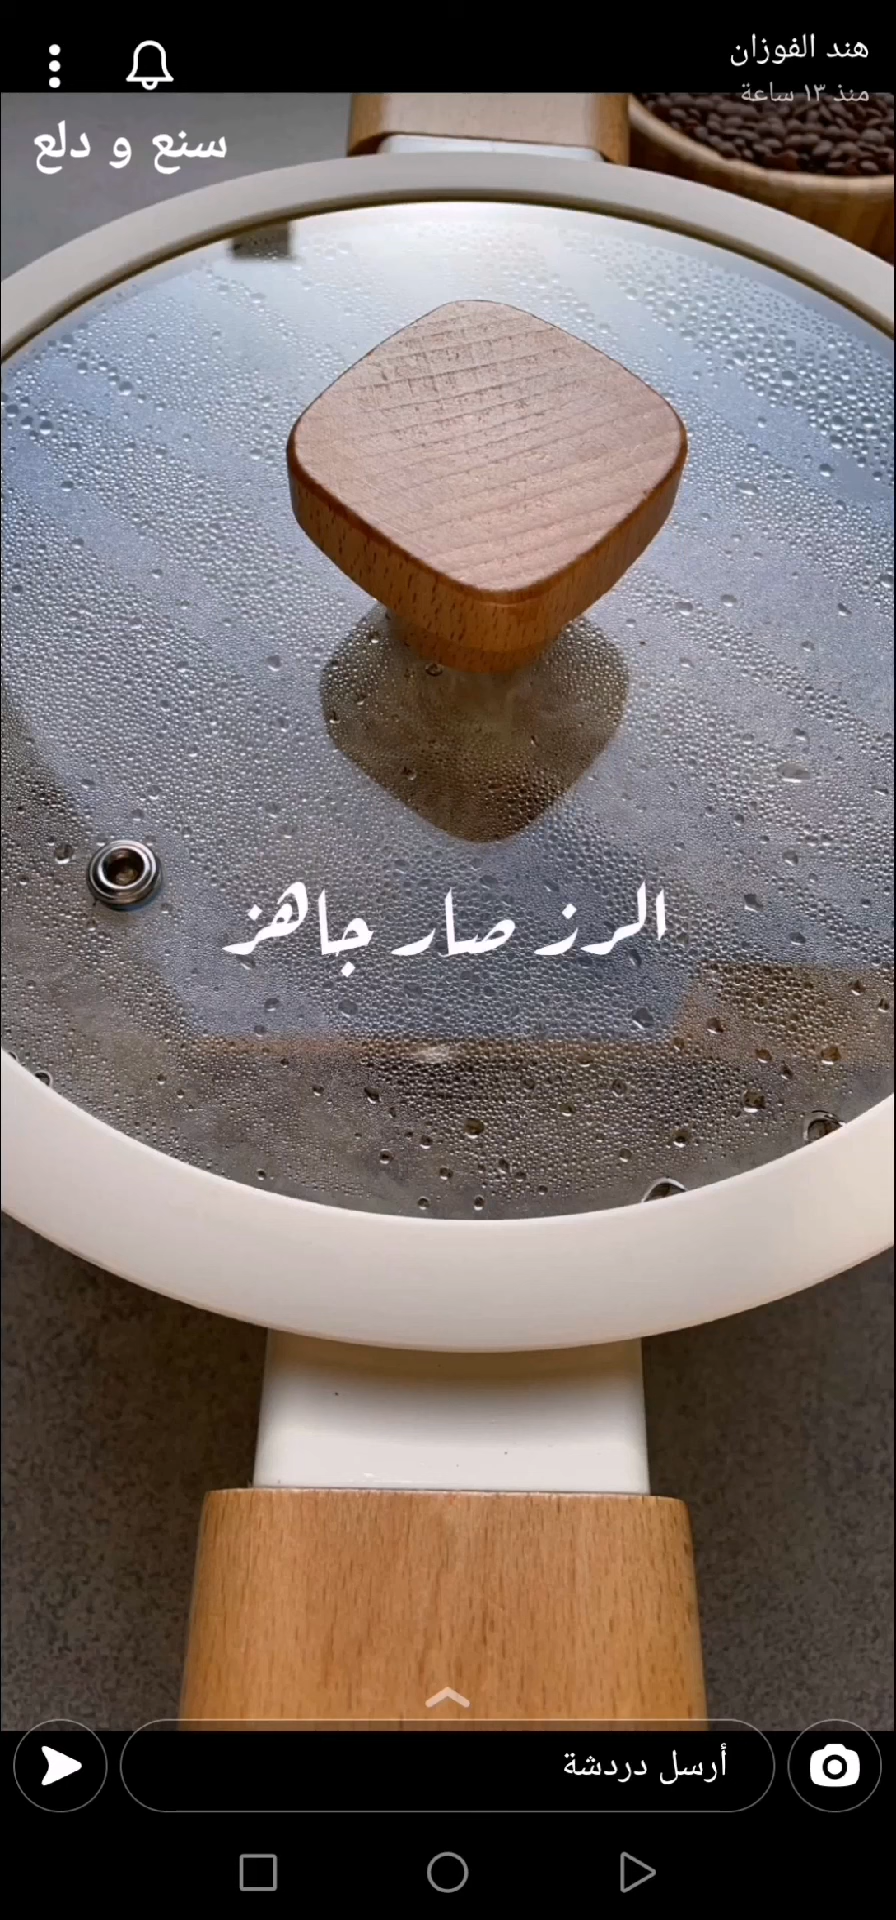 هند الفوزان
منذ ١٣ ساعة
سنع و دلع
الرز صار جاهز
أرسل دردشة